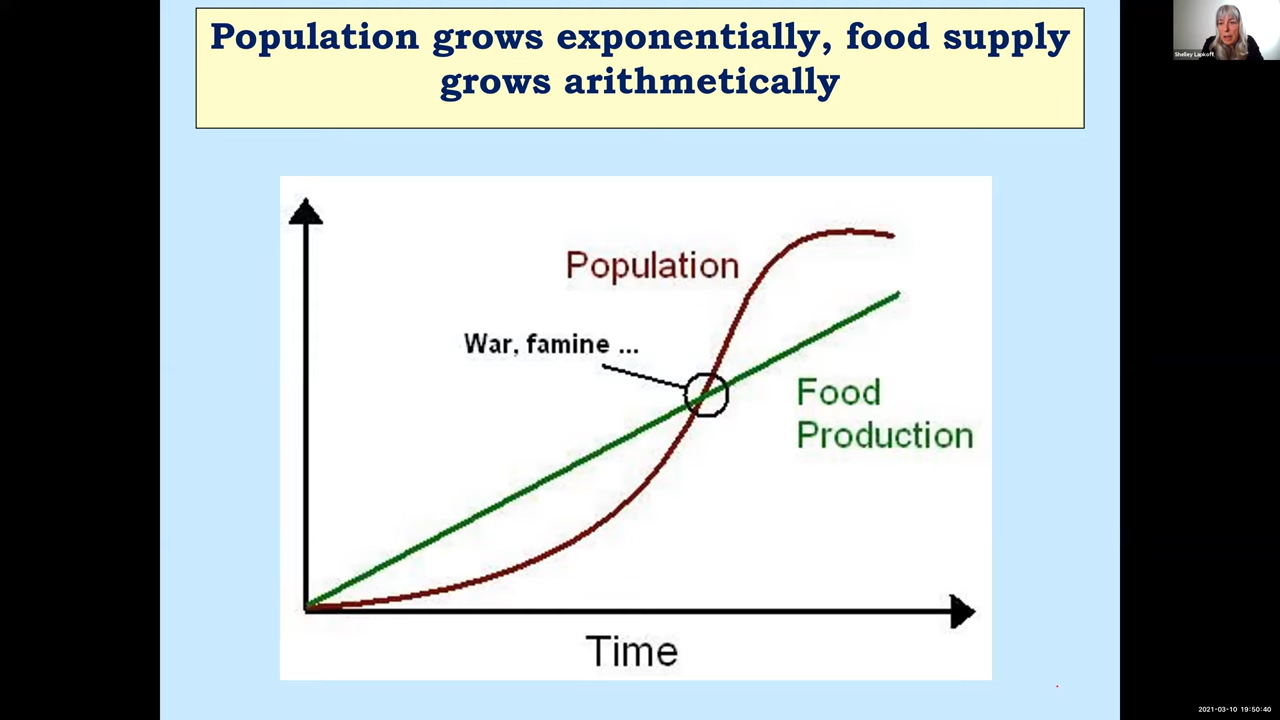 Population grows exponentially, food supply
grows arithmetically
Shelley Lapkoff
Population
War, famine ...
Food
Production
Time
2021-03-10 19:50:40